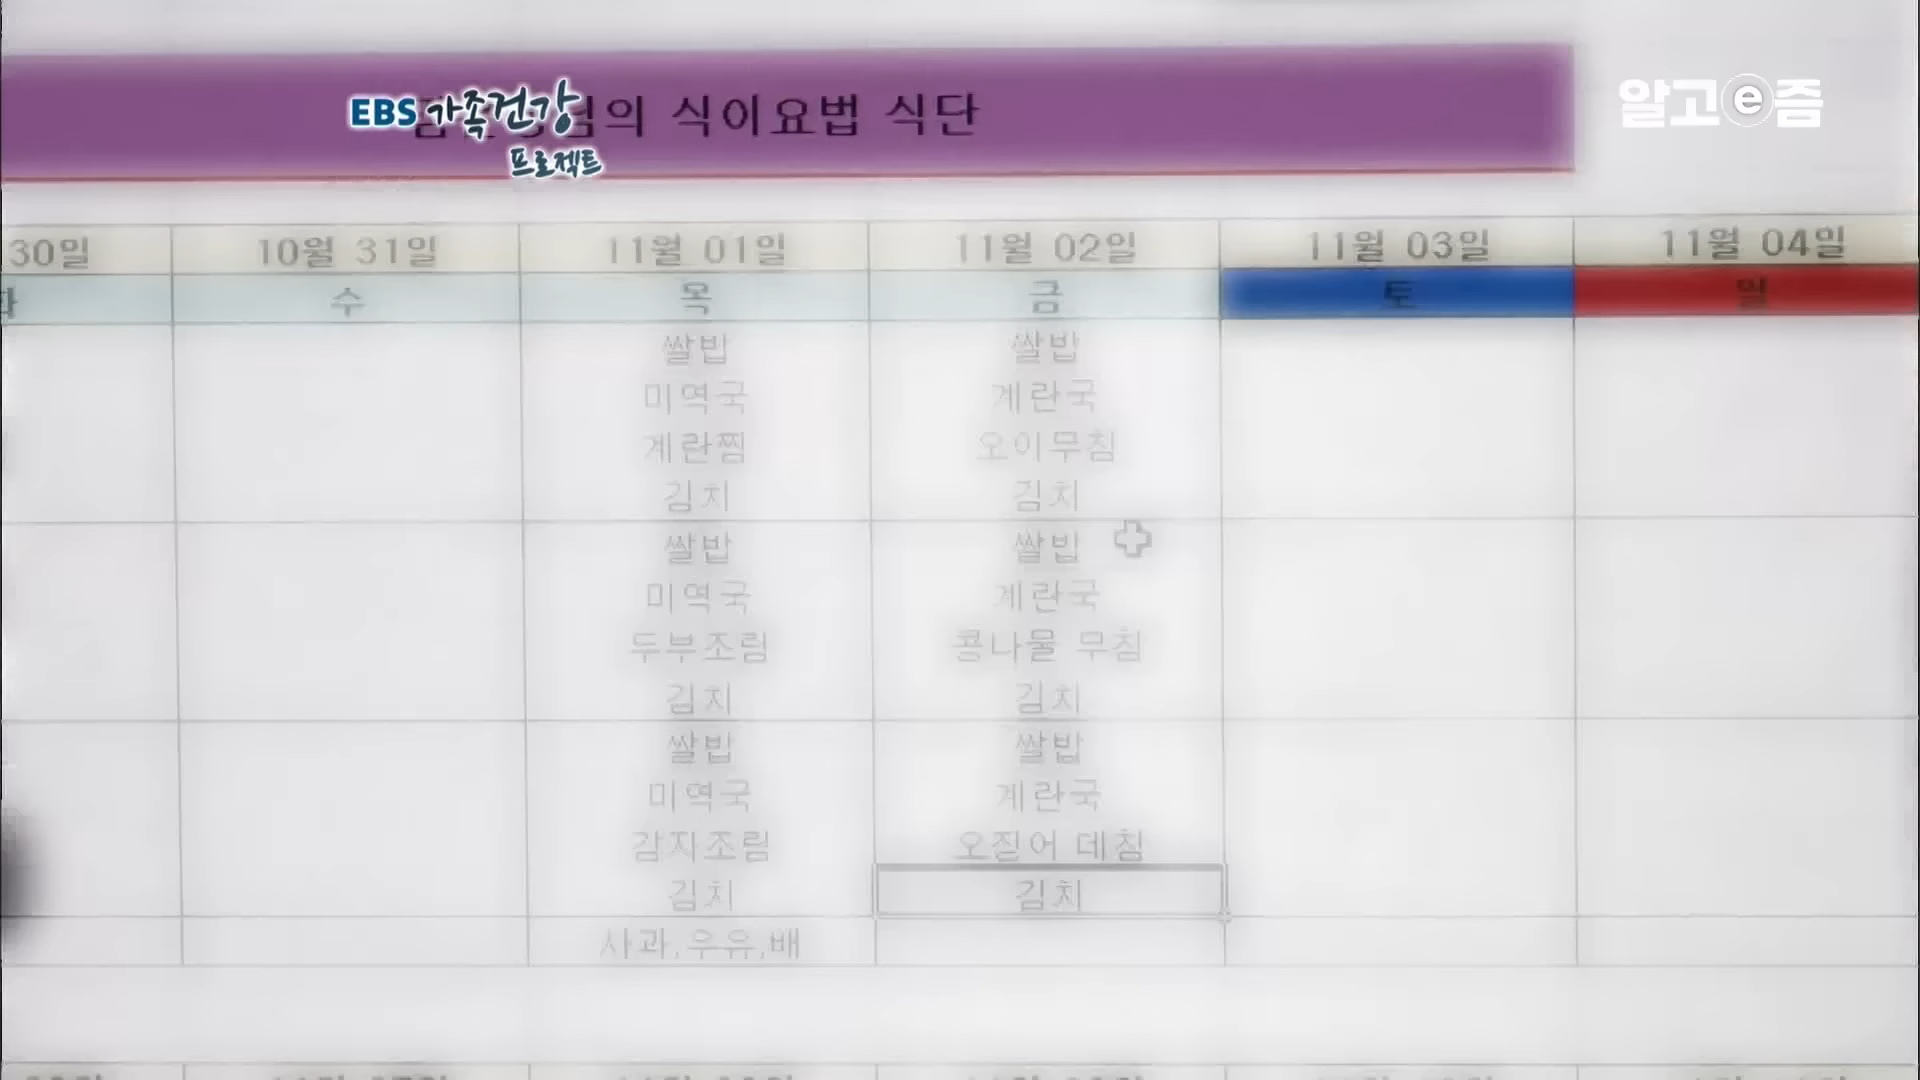 EBS 가족건강
프로젝트
님의 식이요법 식단
알고e즘
30일 10월 31일 11월 01일 11월 02일 11월 03일 11월 04일
화 수 목 금 토 일
쌀밥 쌀밥
미역국 계란국
계란찜 오이무침
김치 김치
쌀밥 쌀밥
미역국 계란국
두부조림 콩나물 무침
김치 김치
쌀밥 쌀밥
미역국 계란국
감자조림 오징어 데침
김치 김치
사과,우유,배